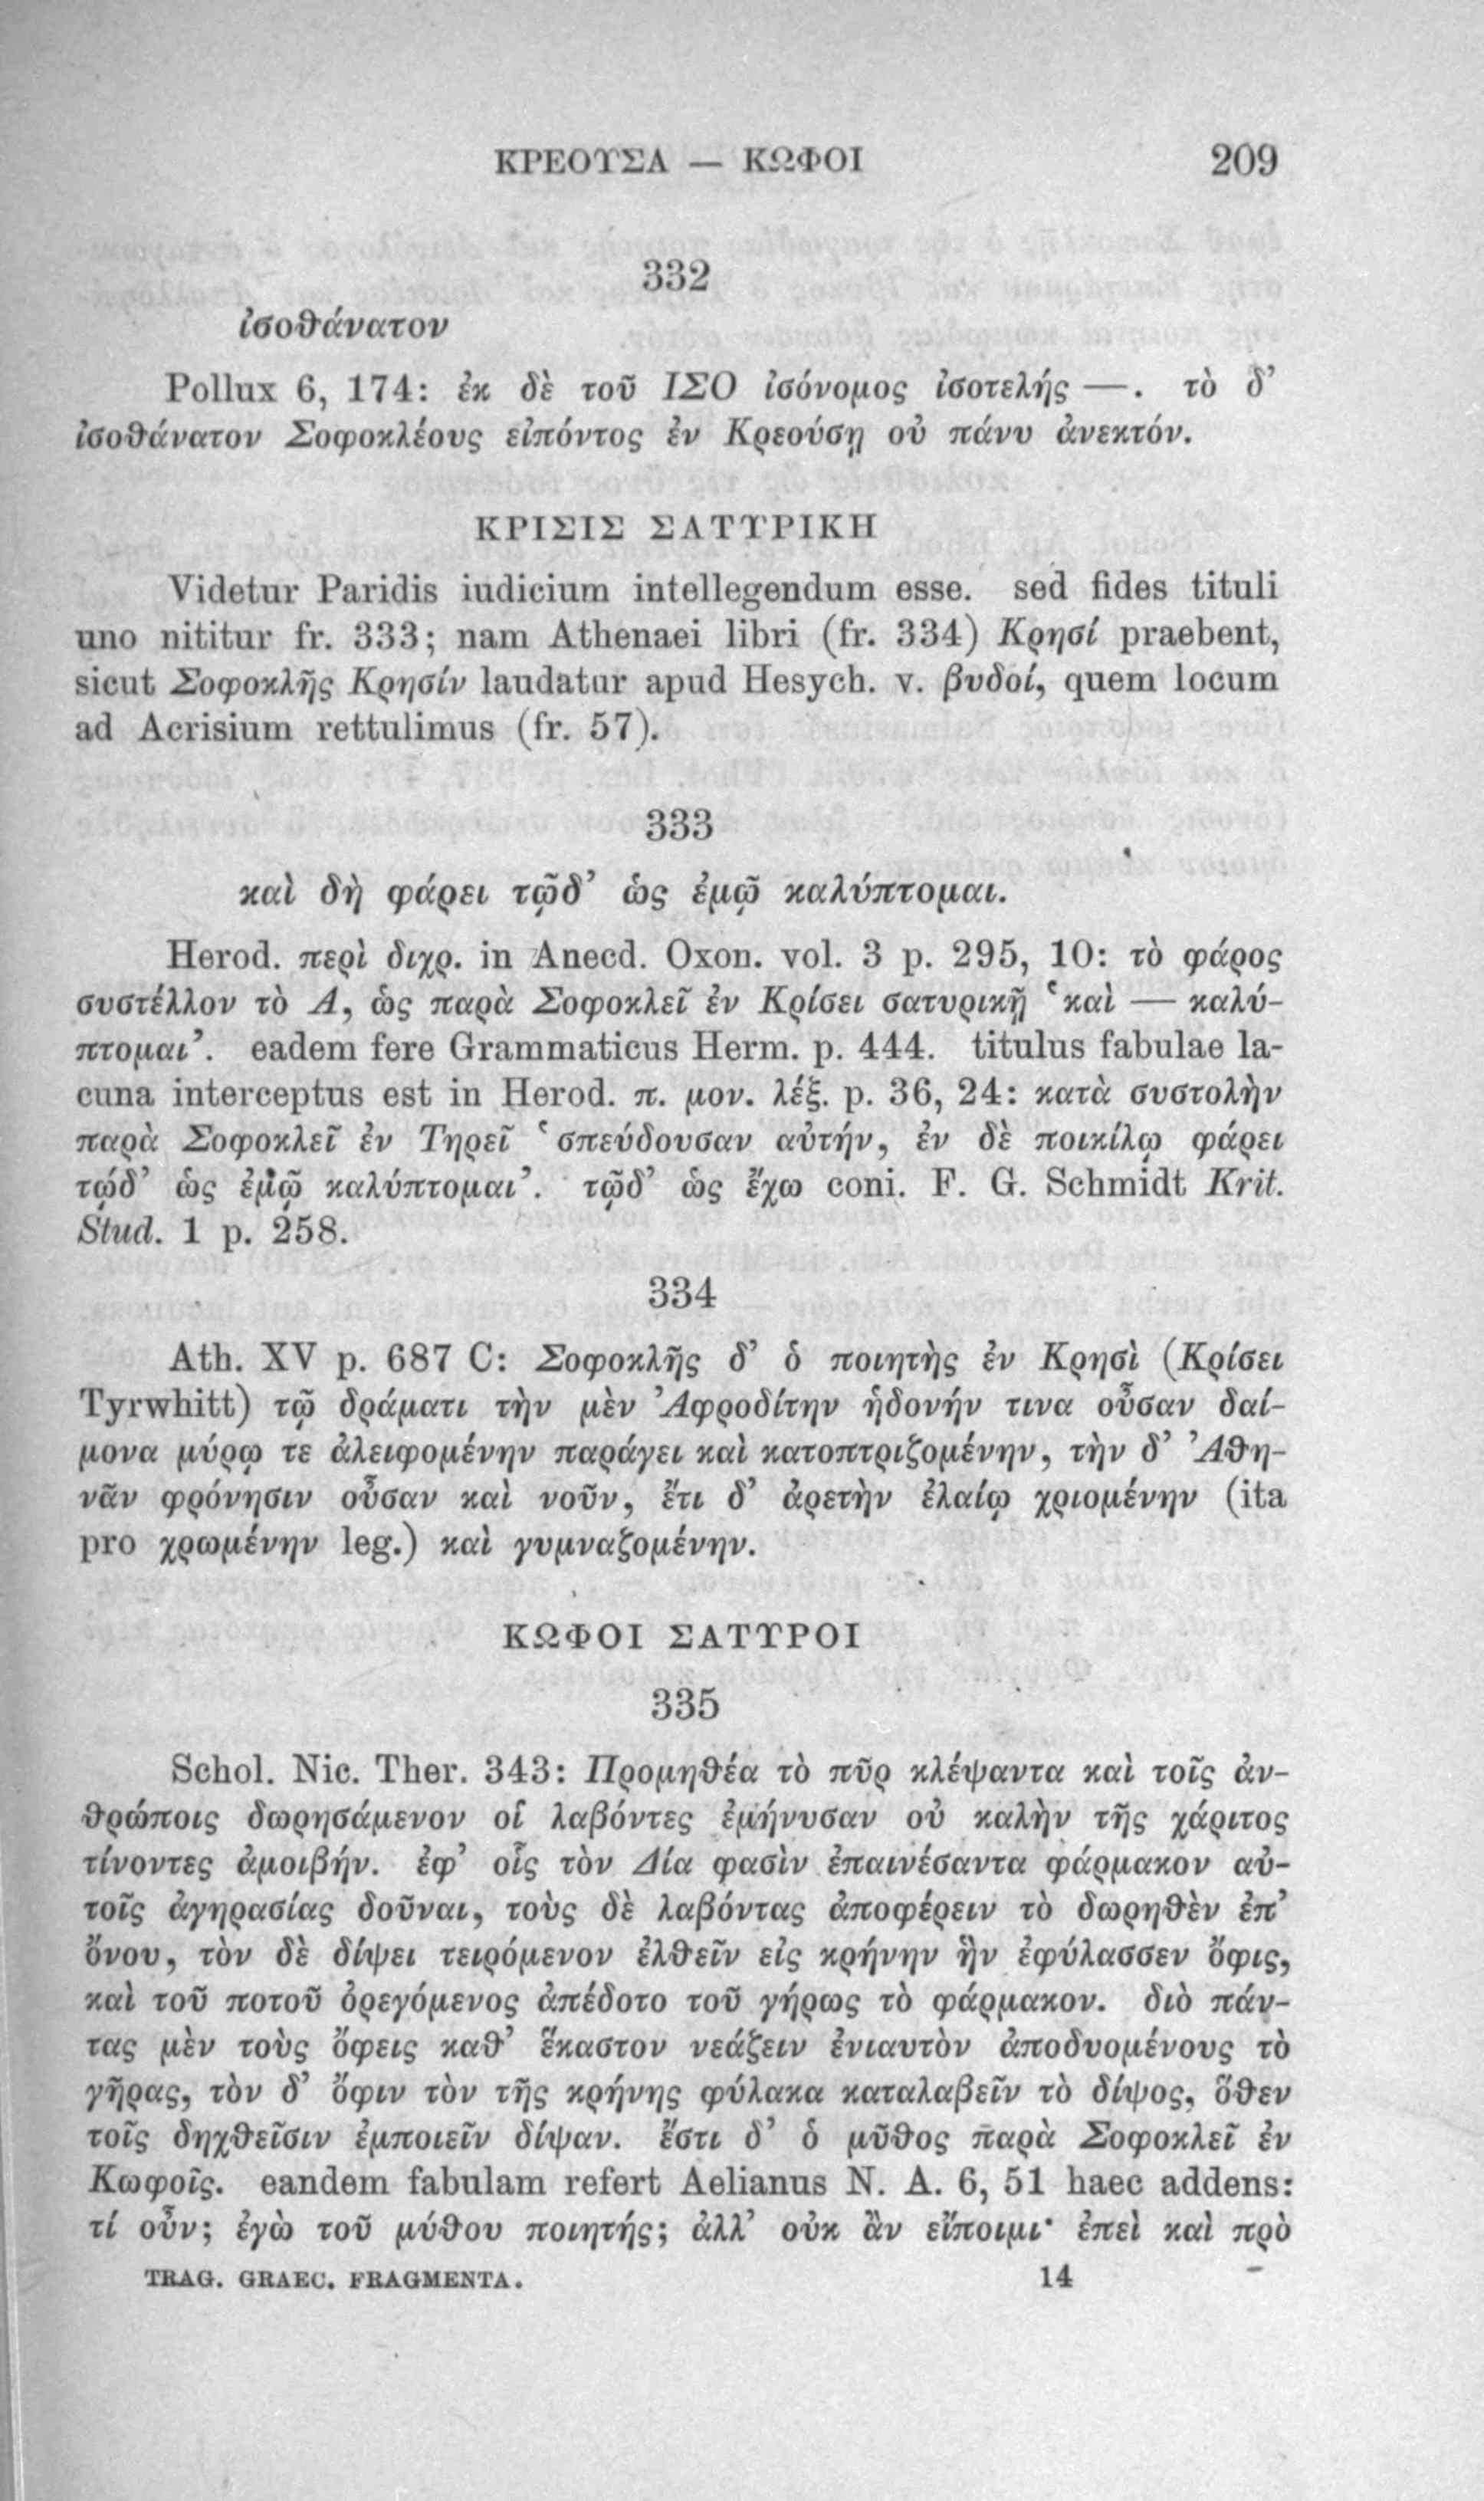 ΚΡΕΟΥΣΑ — ΚΩΦΟΙ 209
332
ἰσοθάνατον
Pollux 6, 174: ἐκ δὲ τοῦ ΙΣΟ ἰσόνομος ἰσοτελής —. τὸ δ’
ἰσοθάνατον Σοφοκλέους εἰπόντος ἐν Κρεούσῃ οὐ πάνυ ἀνεκτόν.
ΚΡΙΣΙΣ ΣΑΤΥΡΙΚΗ
Videtur Paridis iudicium intellegendum esse. sed fides tituli
uno nititur fr. 333; nam Athenaei libri (fr. 334) Κρησί praebent,
sicut Σοφοκλῆς Κρησίν laudatur apud Hesych. v. βυδοί, quem locum
ad Acrisium rettulimus (fr. 57).
333
καὶ δὴ φάρει τῷδ’ ὡς ἐμῷ καλύπτομαι.
Herod. περὶ διχρ. in Anecd. Oxon. vol. 3 p. 295, 10: τὸ φάρος
συστέλλον τὸ Α, ὡς παρὰ Σοφοκλεῖ ἐν Κρίσει σατυρικῇ ‘καὶ — καλύ-
πτομαι’. eadem fere Grammaticus Herm. p. 444. titulus fabulae la-
cuna interceptus est in Herod. π. μον. λέξ. p. 36, 24: κατὰ συστολὴν
παρὰ Σοφοκλεῖ ἐν Τηρεῖ ‘σπεύδουσαν αὐτήν, ἐν δὲ ποικίλῳ φάρει
τῴδ’ ὡς ἐμῷ καλύπτομαι’. τῷδ’ ὡς ἔχω coni. F. G. Schmidt Krit.
Stud. 1 p. 258.
334
Ath. XV p. 687 C: Σοφοκλῆς δ’ ὁ ποιητὴς ἐν Κρησὶ (Κρίσει
Tyrwhitt) τῷ δράματι τὴν μὲν Ἀφροδίτην ἡδονήν τινα οὖσαν δαί-
μονα μύρῳ τε ἀλειφομένην παράγει καὶ κατοπτριζομένην, τὴν δ’ Ἀθη-
νᾶν φρόνησιν οὖσαν καὶ νοῦν, ἔτι δ’ ἀρετὴν ἐλαίῳ χριομένην (ita
pro χρωμένην leg.) καὶ γυμναζομένην.
ΚΩΦΟΙ ΣΑΤΥΡΟΙ
335
Schol. Nic. Ther. 343: Προμηθέα τὸ πῦρ κλέψαντα καὶ τοῖς ἀν-
θρώποις δωρησάμενον οἱ λαβόντες ἐμήνυσαν οὐ καλὴν τῆς χάριτος
τίνοντες ἀμοιβήν. ἐφ’ οἷς τὸν Δία φασὶν ἐπαινέσαντα φάρμακον αὐ-
τοῖς ἀγηρασίας δοῦναι, τοὺς δὲ λαβόντας ἀποφέρειν τὸ δωρηθὲν ἐπ’
ὄνου, τὸν δὲ δίψει τειρόμενον ἐλθεῖν εἰς κρήνην ἣν ἐφύλασσεν ὄφις,
καὶ τοῦ ποτοῦ ὀρεγόμενος ἀπέδοτο τοῦ γήρως τὸ φάρμακον. διὸ πάν-
τας μὲν τοὺς ὄφεις καθ’ ἕκαστον νεάζειν ἐνιαυτὸν ἀποδυομένους τὸ
γῆρας, τὸν δ’ ὄφιν τὸν τῆς κρήνης φύλακα καταλαβεῖν τὸ δίψος, ὅθεν
τοῖς δηχθεῖσιν ἐμποιεῖν δίψαν. ἔστι δ’ ὁ μῦθος παρὰ Σοφοκλεῖ ἐν
Κωφοῖς. eandem fabulam refert Aelianus N. A. 6, 51 haec addens:
τί οὖν; ἐγὼ τοῦ μύθου ποιητής; ἀλλ’ οὐκ ἂν εἴποιμι· ἐπεὶ καὶ πρὸ
TRAG. GRAEC. FRAGMENTA. 14